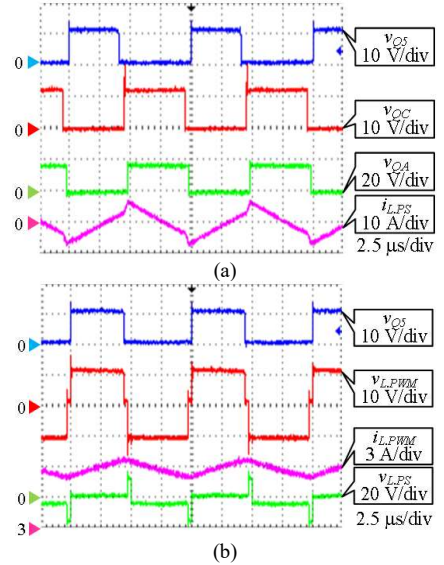 v_Q5
10 V/div
0
v_QC
10 V/div
0
v_QA
20 V/div
0
i_L.PS
10 A/div
0
2.5 μs/div
(a)
v_Q5
10 V/div
0
v_L.PWM
10 V/div
0
i_L.PWM
3 A/div
v_L.PS
20 V/div
0
2.5 μs/div
3
(b)